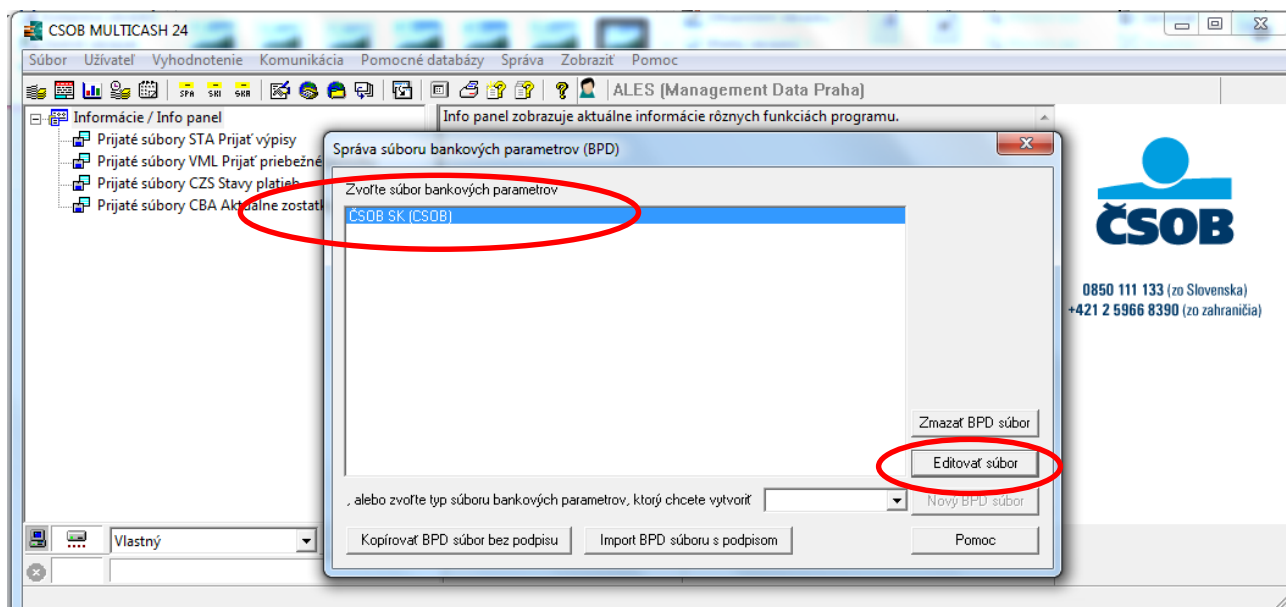 CSOB MULTICASH 24
Súbor Užívateľ Vyhodnotenie Komunikácia Pomocné databázy Správa Zobraziť Pomoc
SPA SKI SKR ALES (Management Data Praha)
Informácie / Info panel
Prijaté súbory STA Prijať výpisy
Prijaté súbory VML Prijať priebežné
Prijaté súbory CZS Stavy platieb
Prijaté súbory CBA Aktuálne zostatk
Info panel zobrazuje aktuálne informácie rôznych funkciách programu.
Správa súboru bankových parametrov (BPD)
Zvoľte súbor bankových parametrov
ČSOB SK (CSOB)
Zmazať BPD súbor
Editovať súbor
, alebo zvoľte typ súboru bankových parametrov, ktorý chcete vytvoriť
Nový BPD súbor
Kopírovať BPD súbor bez podpisu
Import BPD súboru s podpisom
Pomoc
ČSOB
0850 111 133 (zo Slovenska)
+421 2 5966 8390 (zo zahraničia)
Vlastný